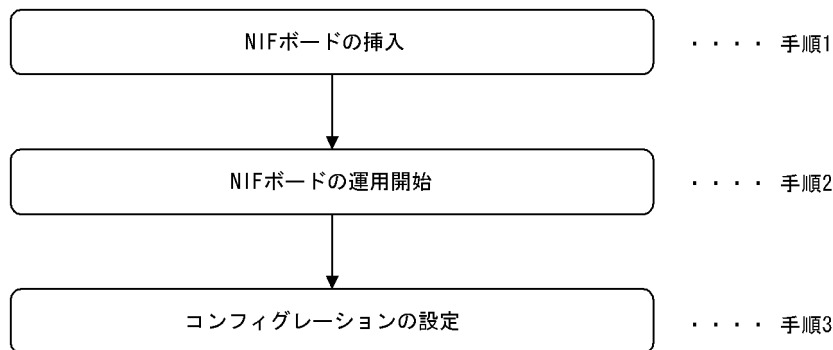 NIFボードの挿入 ・・・・ 手順1
NIFボードの運用開始 ・・・・ 手順2
コンフィグレーションの設定 ・・・・ 手順3